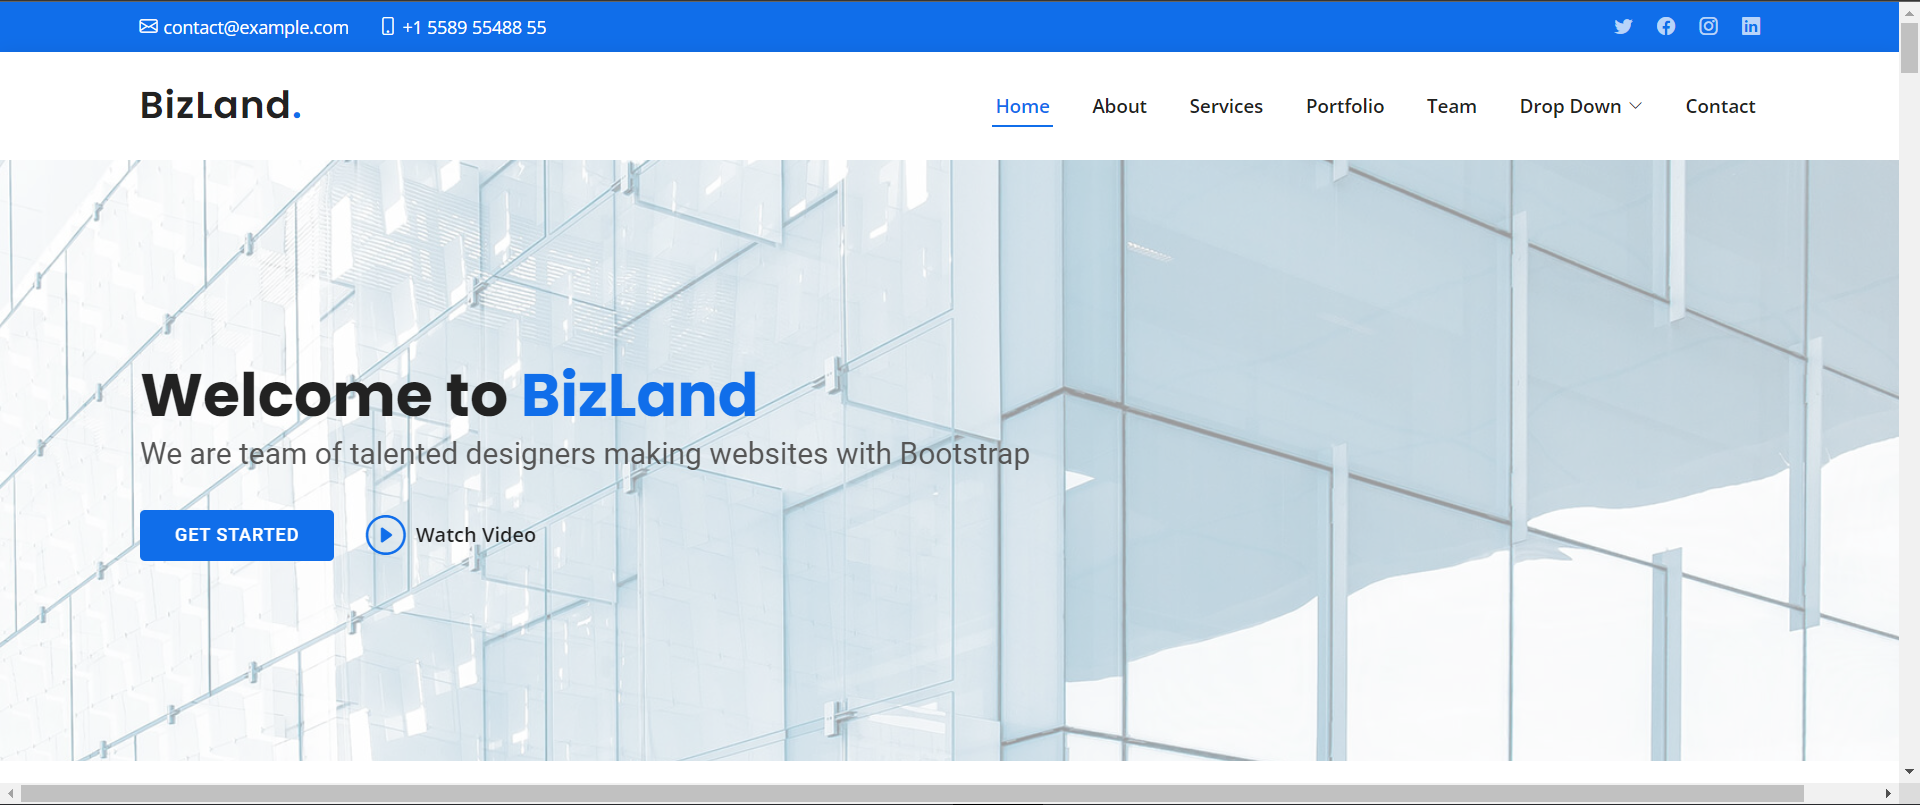 contact@example.com +1 5589 55488 55
BizLand.
Home About Services Portfolio Team Drop Down Contact
Welcome to BizLand
We are team of talented designers making websites with Bootstrap
GET STARTED Watch Video